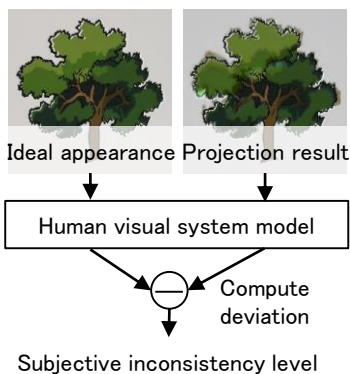 Ideal appearance Projection result
Human visual system model
Compute
deviation
Subjective inconsistency level